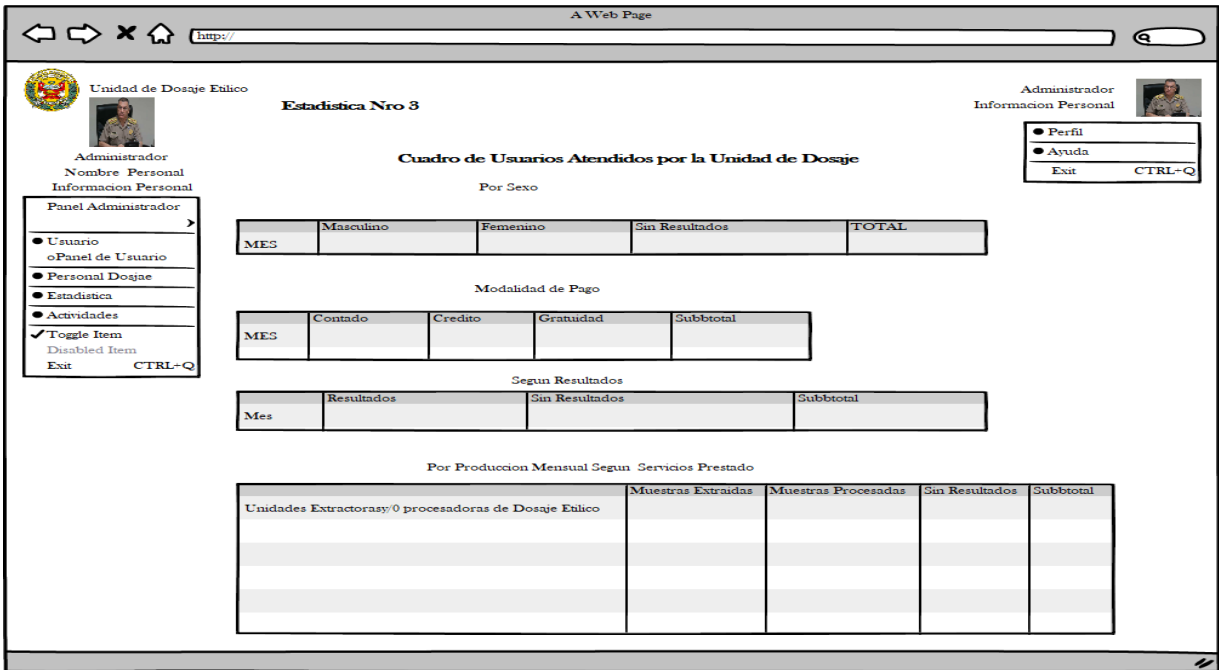 A Web Page
http://
Unidad de Dosaje Etilico
Estadistica Nro 3
Administrador
Informacion Personal
Perfil
Ayuda
Exit CTRL+Q
Administrador
Nombre Personal
Informacion Personal
Panel Administrador
Usuario
oPanel de Usuario
Personal Dosjae
Estadistica
Actividades
Toggle Item
Disabled Item
Exit CTRL+Q
Cuadro de Usuarios Atendidos por la Unidad de Dosaje
Por Sexo
Masculino Femenino Sin Resultados TOTAL
MES
Modalidad de Pago
Contado Credito Gratuidad Subbtotal
MES
Segun Resultados
Resultados Sin Resultados Subbtotal
Mes
Por Produccion Mensual Segun Servicios Prestado
Muestras Extraidas Muestras Procesadas Sin Resultados Subbtotal
Unidades Extractorasy/0 procesadoras de Dosaje Etilico